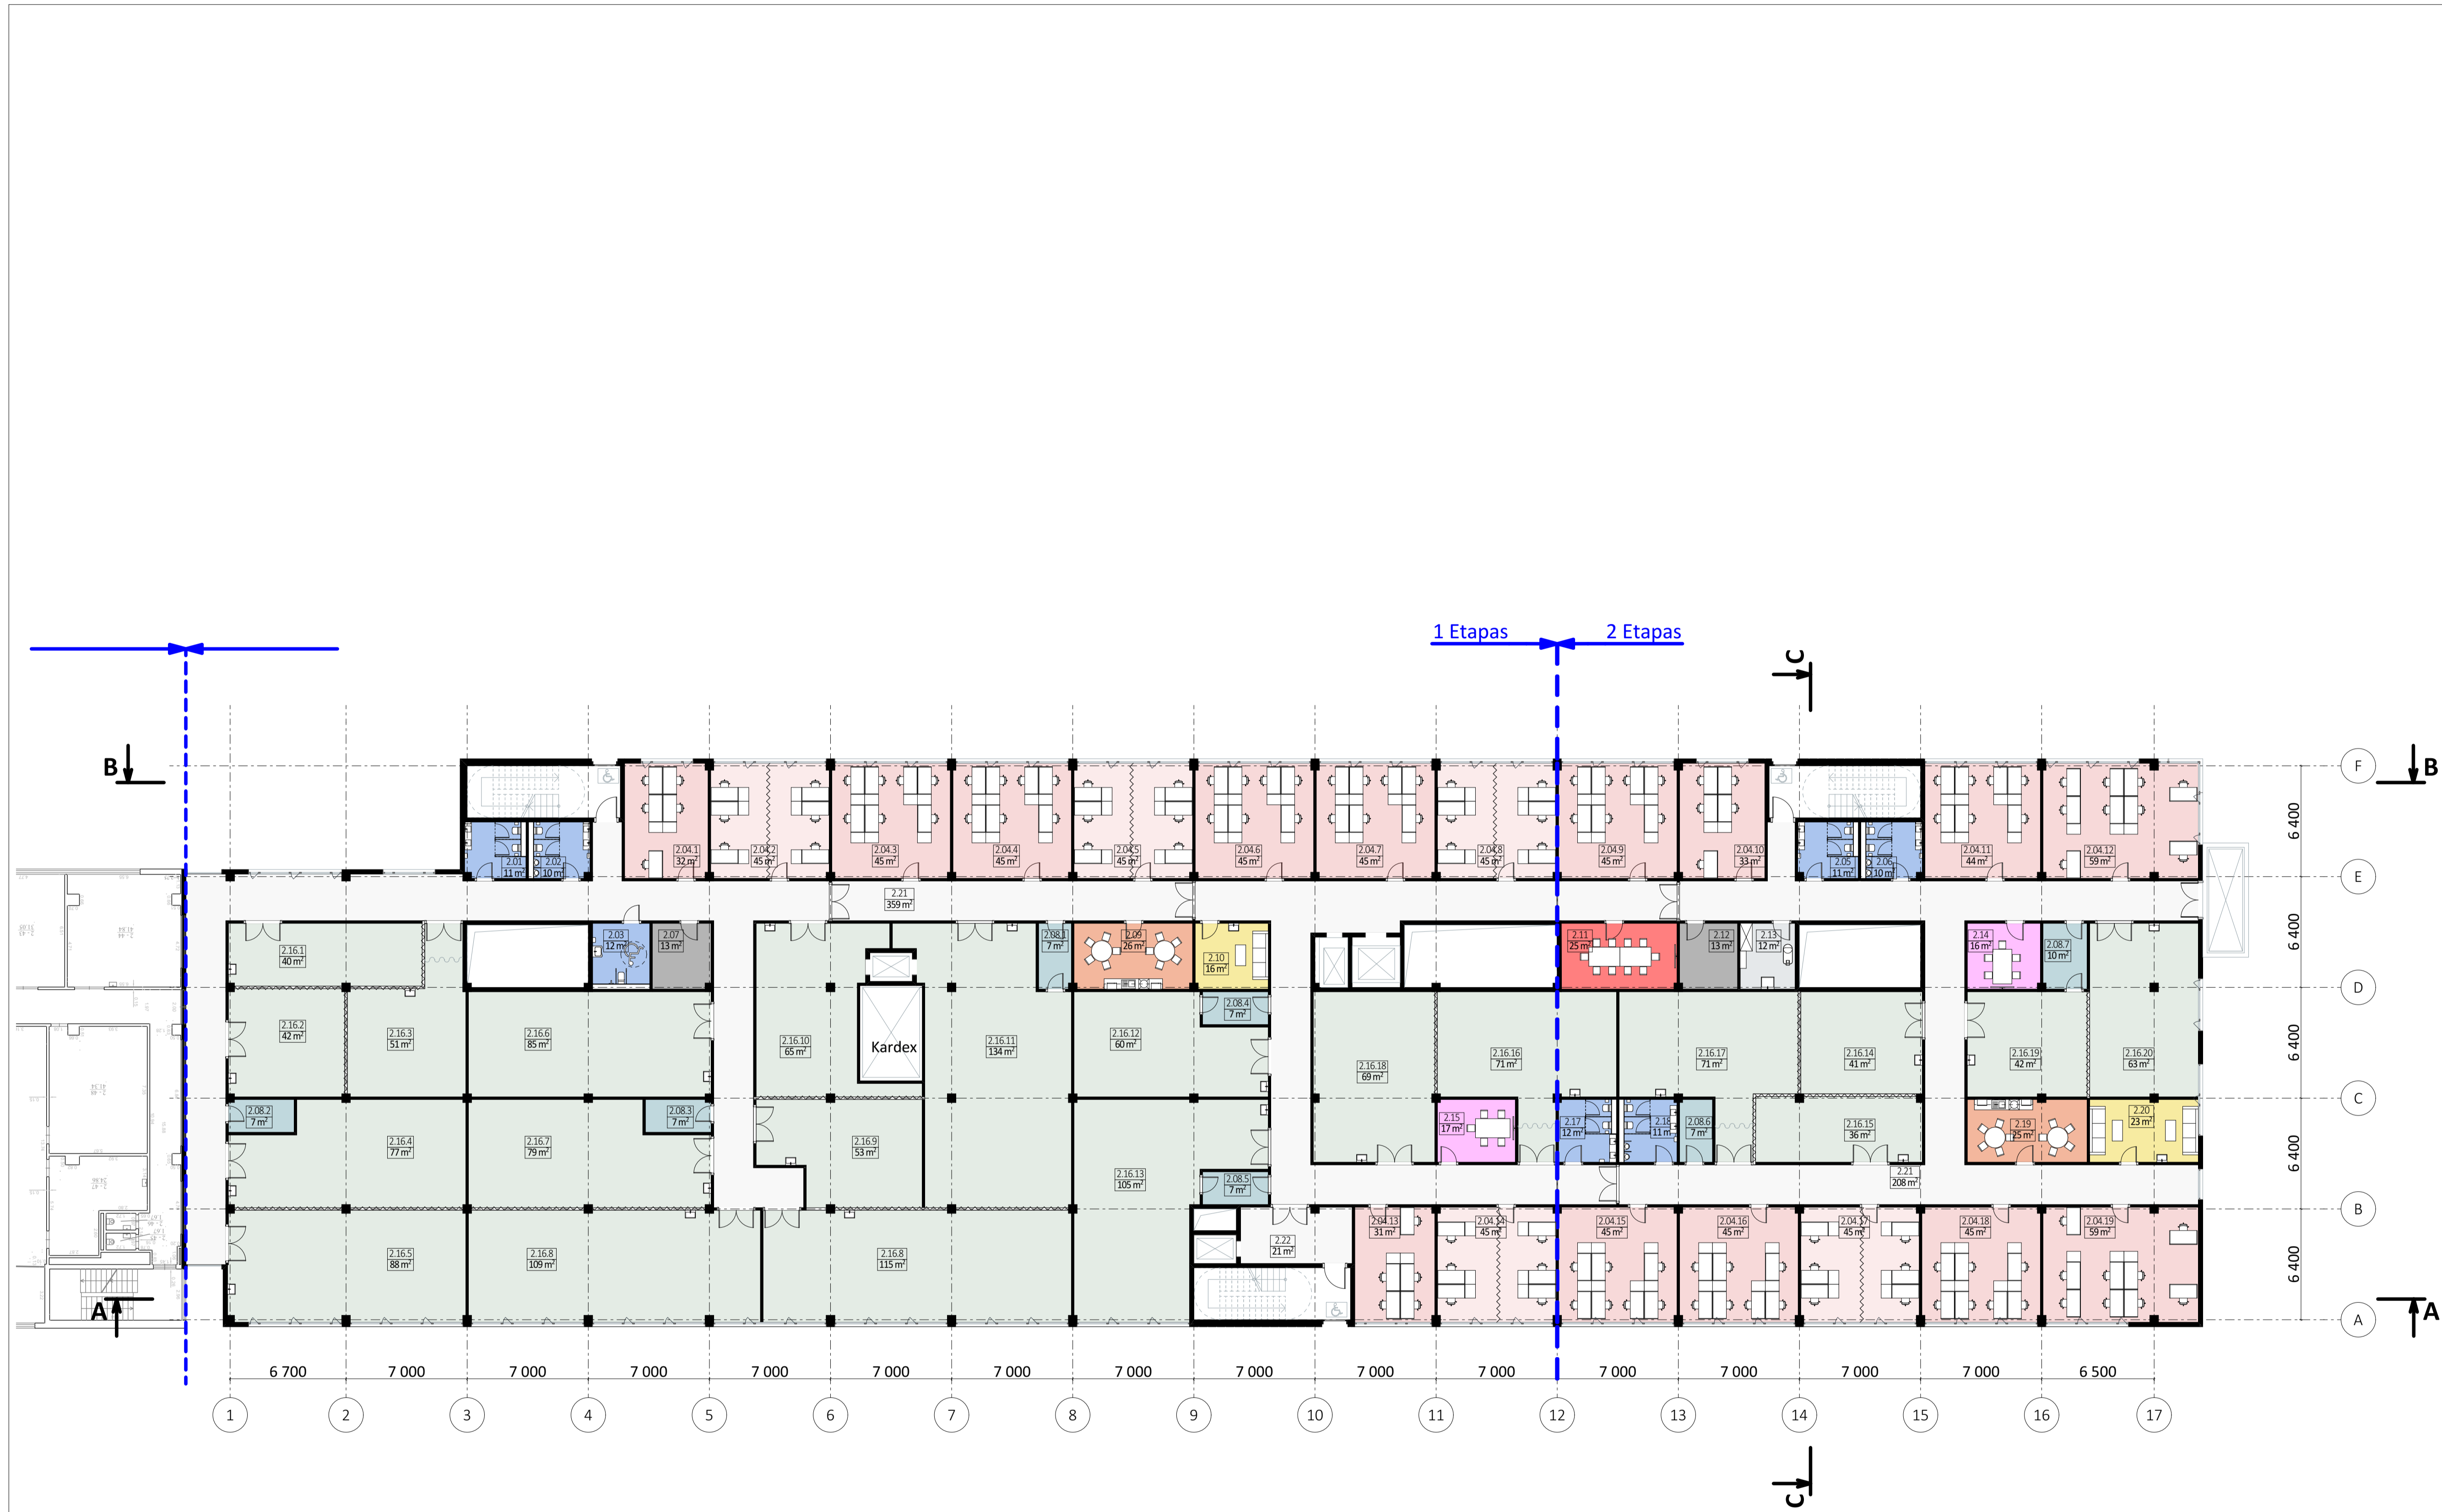 1 Etapas
2 Etapas
C
B
B
F
2.04.1
32 m²
2.04.2
45 m²
2.04.3
45 m²
2.04.4
45 m²
2.04.5
45 m²
2.04.6
45 m²
2.04.7
45 m²
2.04.8
45 m²
2.04.9
45 m²
2.04.10
33 m²
2.04.11
44 m²
2.04.12
59 m²
6 400
2.01
11 m²
2.02
10 m²
2.05
11 m²
2.06
10 m²
E
2.21
359 m²
2.16.1
40 m²
2.03
12 m²
2.07
13 m²
2.08.1
7 m²
2.09
26 m²
2.10
16 m²
2.11
25 m²
2.12
13 m²
2.13
12 m²
2.14
16 m²
2.08.7
10 m²
6 400
D
2.16.2
42 m²
2.16.3
51 m²
2.16.6
85 m²
2.16.10
65 m²
Kardex
2.16.11
134 m²
2.16.12
60 m²
2.08.4
7 m²
2.16.18
69 m²
2.16.16
71 m²
2.16.17
71 m²
2.16.14
41 m²
2.16.19
42 m²
2.16.20
63 m²
6 400
C
2.08.2
7 m²
2.08.3
7 m²
2.16.4
77 m²
2.16.7
79 m²
2.16.9
53 m²
2.16.13
105 m²
2.08.5
7 m²
2.15
17 m²
2.17
12 m²
2.18
11 m²
2.08.6
7 m²
2.16.15
36 m²
2.19
25 m²
2.20
23 m²
6 400
2.21
208 m²
B
2.16.5
88 m²
2.16.8
109 m²
2.16.8
115 m²
2.22
21 m²
2.04.13
31 m²
2.04.14
45 m²
2.04.15
45 m²
2.04.16
45 m²
2.04.17
45 m²
2.04.18
45 m²
2.04.19
59 m²
6 400
A
A
A
6 700
7 000
7 000
7 000
7 000
7 000
7 000
7 000
7 000
7 000
7 000
7 000
7 000
7 000
7 000
6 500
1
2
3
4
5
6
7
8
9
10
11
12
13
14
15
16
17
C